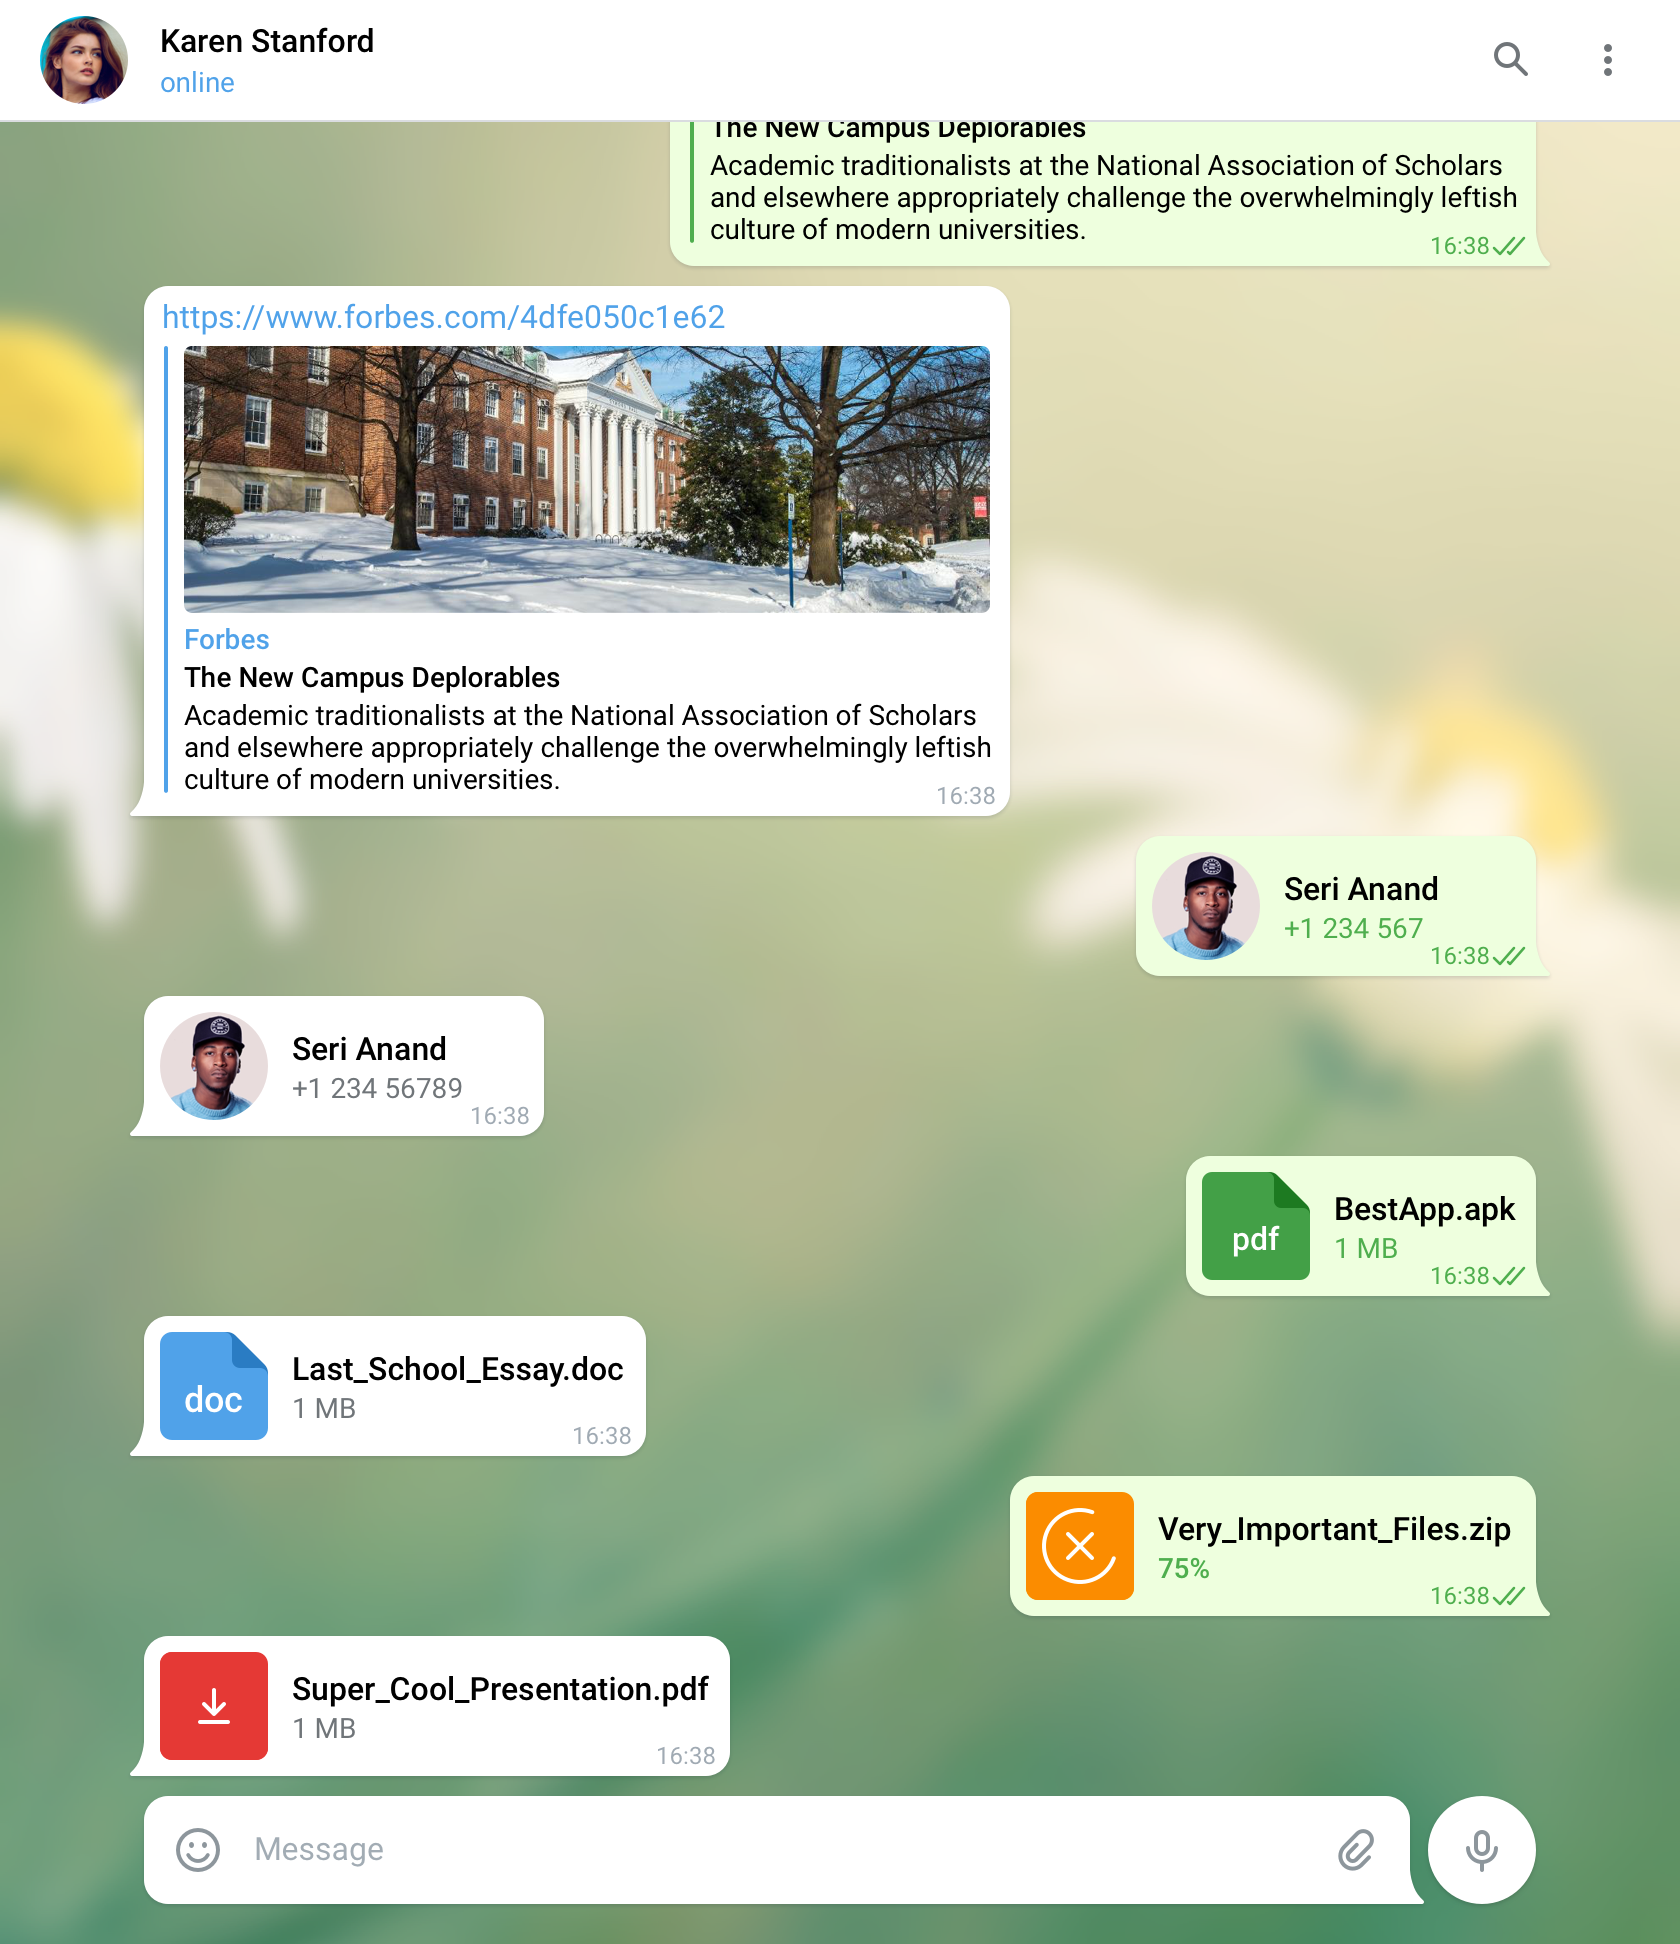 Karen Stanford
online
The New Campus Deplorables
Academic traditionalists at the National Association of Scholars
and elsewhere appropriately challenge the overwhelmingly leftish
culture of modern universities.
16:38
https://www.forbes.com/4dfe050c1e62
Forbes
The New Campus Deplorables
Academic traditionalists at the National Association of Scholars
and elsewhere appropriately challenge the overwhelmingly leftish
culture of modern universities.
16:38
Seri Anand
+1 234 567
16:38
Seri Anand
+1 234 56789
16:38
pdf
BestApp.apk
1 MB
16:38
doc
Last_School_Essay.doc
1 MB
16:38
Very_Important_Files.zip
75%
16:38
Super_Cool_Presentation.pdf
1 MB
16:38
Message